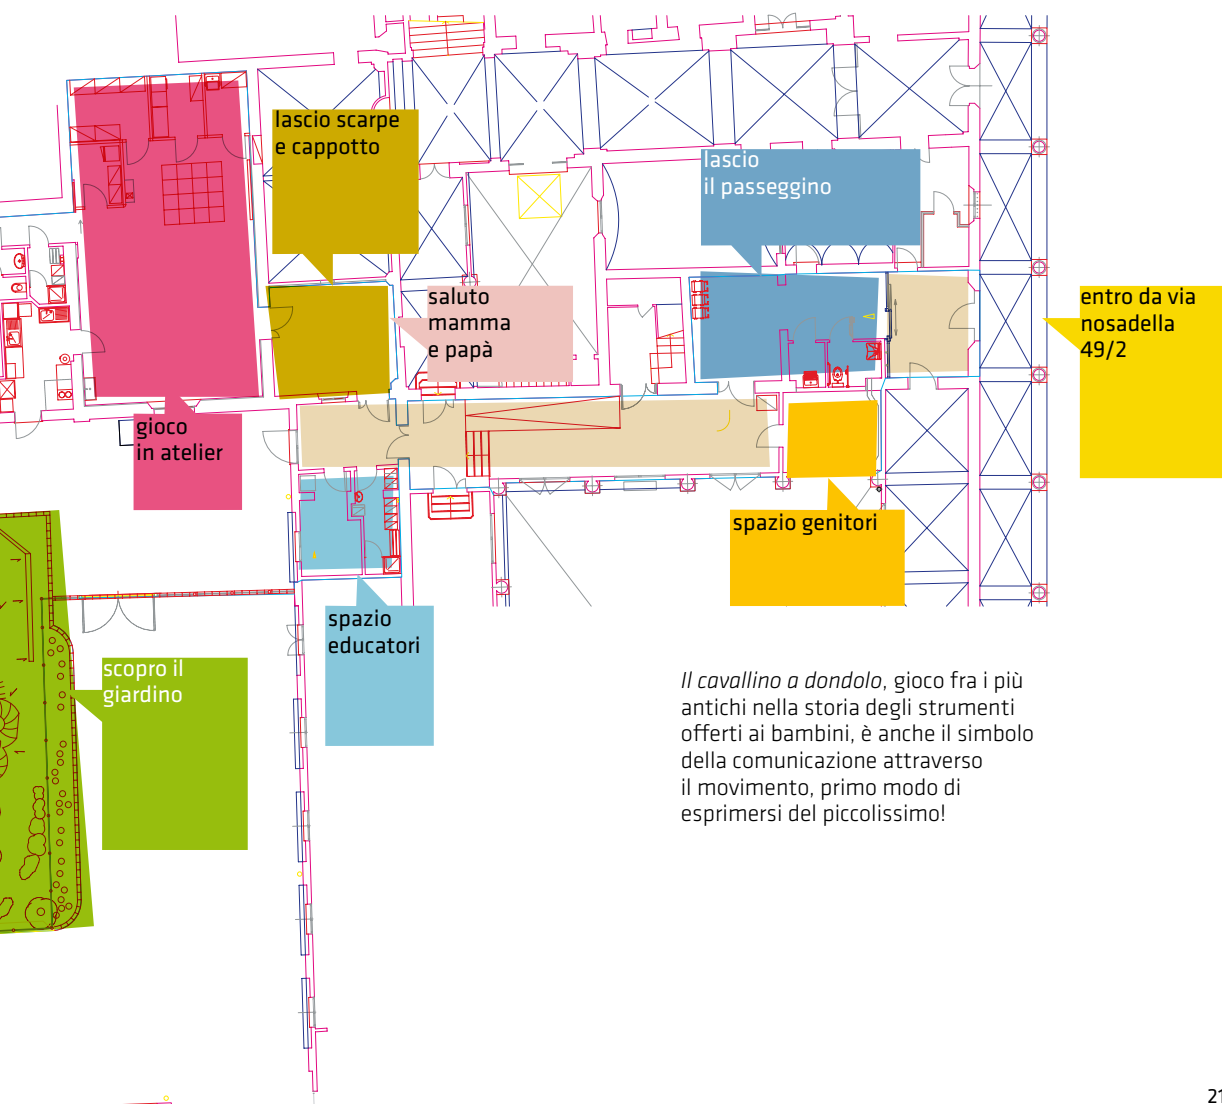 lascio scarpe
e cappotto
lascio
il passeggino
saluto
mamma
e papà
entro da via
nosadella
49/2
gioco
in atelier
spazio genitori
spazio
educatori
scopro il
giardino
Il cavallino a dondolo, gioco fra i più
antichi nella storia degli strumenti
offerti ai bambini, è anche il simbolo
della comunicazione attraverso
il movimento, primo modo di
esprimersi del piccolissimo!
21